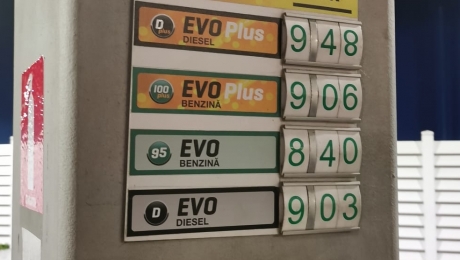 D plus EVO Plus 9 48
DIESEL
100 plus EVO Plus 9 06
BENZINĂ
95 EVO 8 40
BENZINĂ
D EVO 9 03
DIESEL